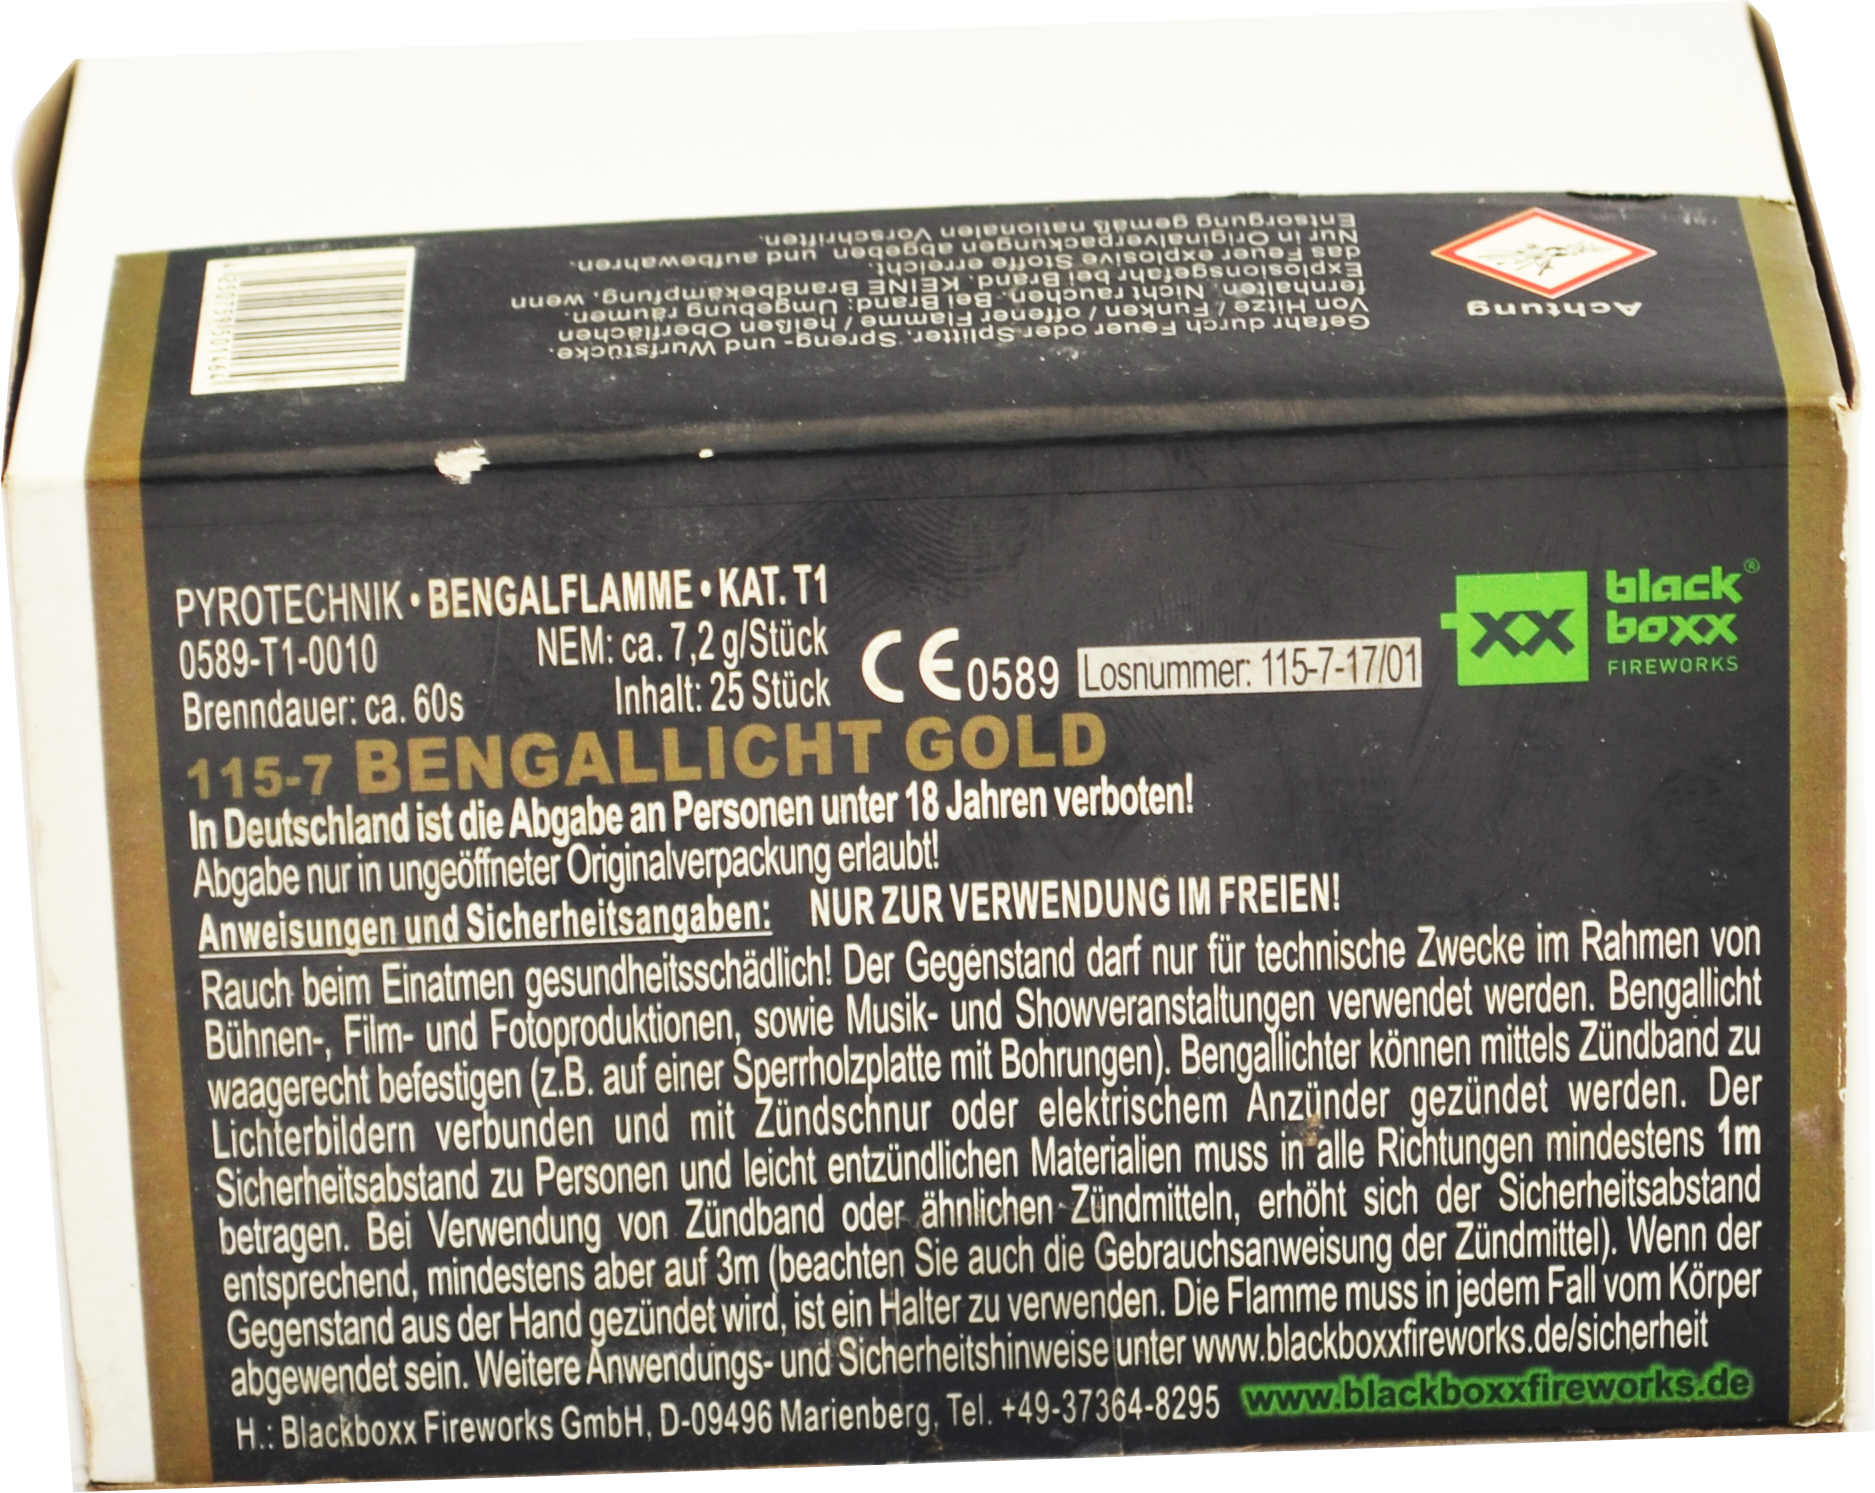 Achtung
Gefahr durch Feuer oder Splitter, Spreng- und Wurfstücke.
Von Hitze / Funken / offener Flamme / heißen Oberflächen
fernhalten. Nicht rauchen. Bei Brand: Umgebung räumen.
Explosionsgefahr bei Brand. KEINE Brandbekämpfung, wenn
das Feuer explosive Stoffe erreicht.
Nur in Originalverpackungen abgeben und aufbewahren.
Entsorgung gemäß nationalen Vorschriften.
PYROTECHNIK • BENGALFLAMME • KAT. T1
0589-T1-0010 NEM: ca. 7,2 g/Stück
Brenndauer: ca. 60s Inhalt: 25 Stück
CE 0589 Losnummer: 115-7-17/01
XX black® boxx FIREWORKS
115-7 BENGALLICHT GOLD
In Deutschland ist die Abgabe an Personen unter 18 Jahren verboten!
Abgabe nur in ungeöffneter Originalverpackung erlaubt!
Anweisungen und Sicherheitsangaben: NUR ZUR VERWENDUNG IM FREIEN!
Rauch beim Einatmen gesundheitsschädlich! Der Gegenstand darf nur für technische Zwecke im Rahmen von
Bühnen-, Film- und Fotoproduktionen, sowie Musik- und Showveranstaltungen verwendet werden. Bengallicht
waagerecht befestigen (z.B. auf einer Sperrholzplatte mit Bohrungen). Bengallichter können mittels Zündband zu
Lichterbildern verbunden und mit Zündschnur oder elektrischem Anzünder gezündet werden. Der
Sicherheitsabstand zu Personen und leicht entzündlichen Materialien muss in alle Richtungen mindestens 1m
betragen. Bei Verwendung von Zündband oder ähnlichen Zündmitteln, erhöht sich der Sicherheitsabstand
entsprechend, mindestens aber auf 3m (beachten Sie auch die Gebrauchsanweisung der Zündmittel). Wenn der
Gegenstand aus der Hand gezündet wird, ist ein Halter zu verwenden. Die Flamme muss in jedem Fall vom Körper
abgewendet sein. Weitere Anwendungs- und Sicherheitshinweise unter www.blackboxxfireworks.de/sicherheit
H.: Blackboxx Fireworks GmbH, D-09496 Marienberg, Tel. +49-37364-8295 www.blackboxxfireworks.de